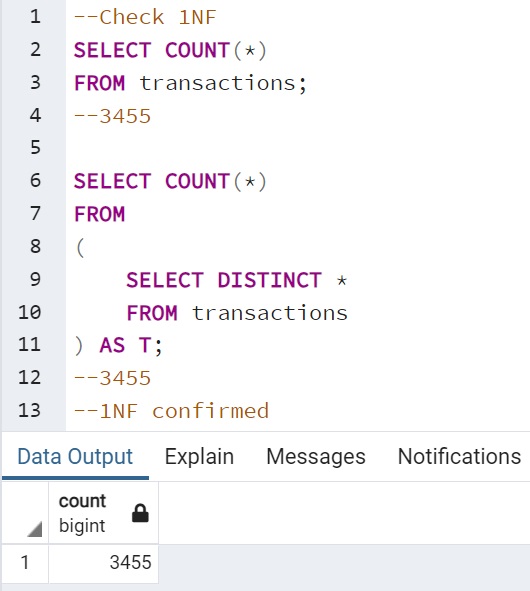 1 --Check 1NF
2 SELECT COUNT(*)
3 FROM transactions;
4 --3455
5
6 SELECT COUNT(*)
7 FROM
8 (
9 SELECT DISTINCT *
10 FROM transactions
11 ) AS T;
12 --3455
13 --1NF confirmed
Data Output Explain Messages Notifications
count
bigint
1 3455